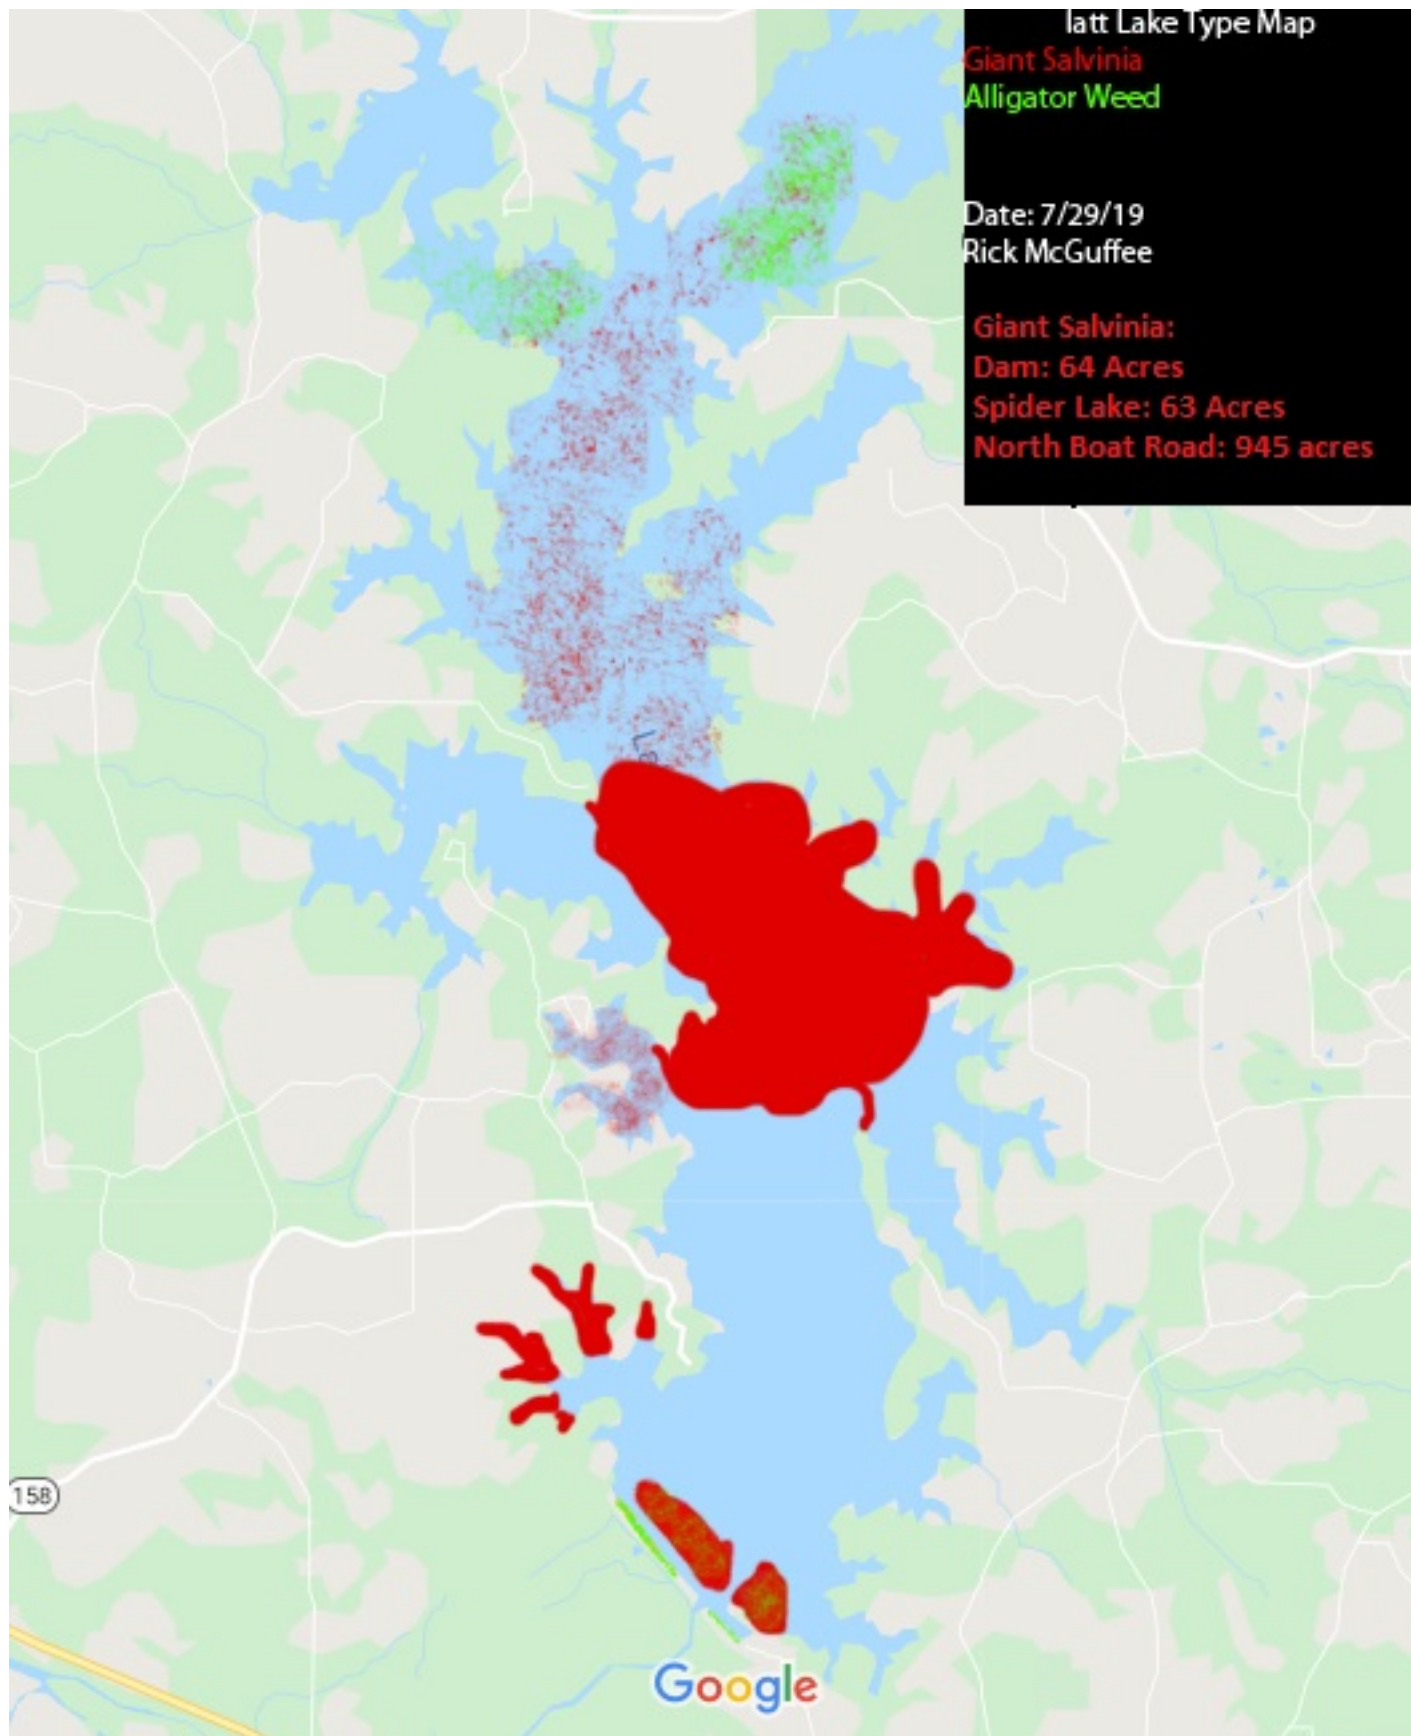 Iatt Lake Type Map
Giant Salvinia
Alligator Weed
Date: 7/29/19
Rick McGuffee
Giant Salvinia:
Dam: 64 Acres
Spider Lake: 63 Acres
North Boat Road: 945 acres
158
Google